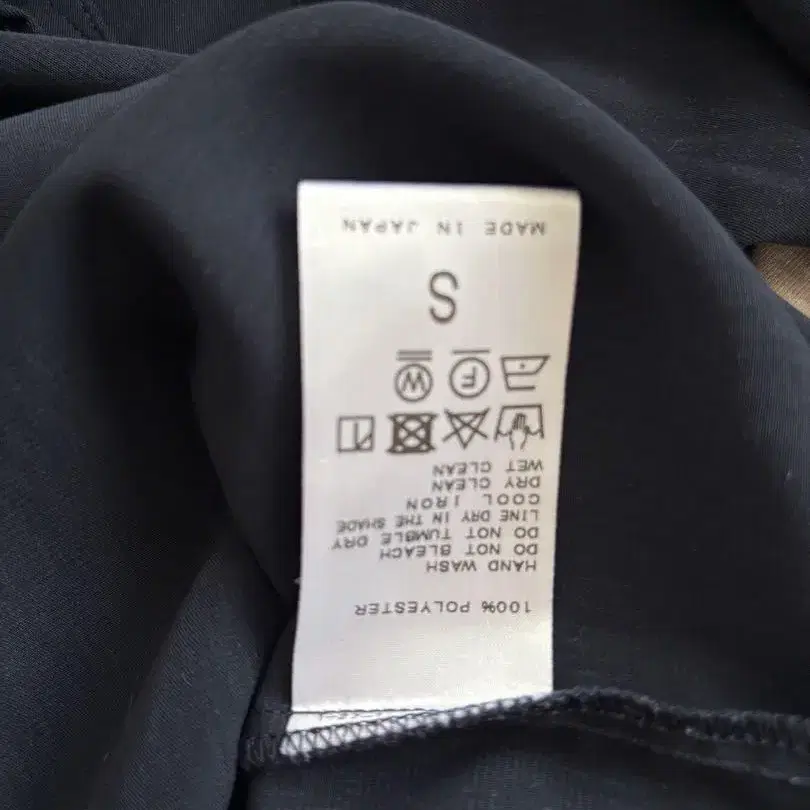 100% POLYESTER
HAND WASH
DO NOT BLEACH
DO NOT TUMBLE DRY
LINE DRY IN THE SHADE
COOL IRON
DRY CLEAN
WET CLEAN
F W
S
MADE IN JAPAN